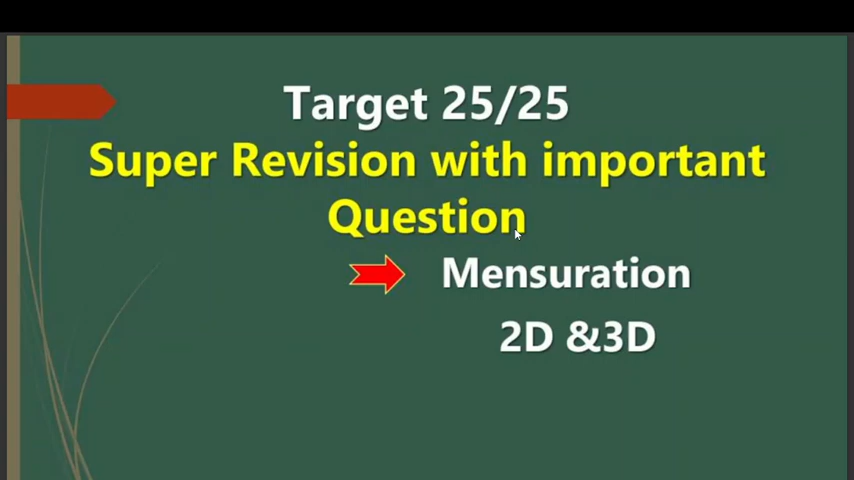 Target 25/25
Super Revision with important
Question
Mensuration
2D &3D